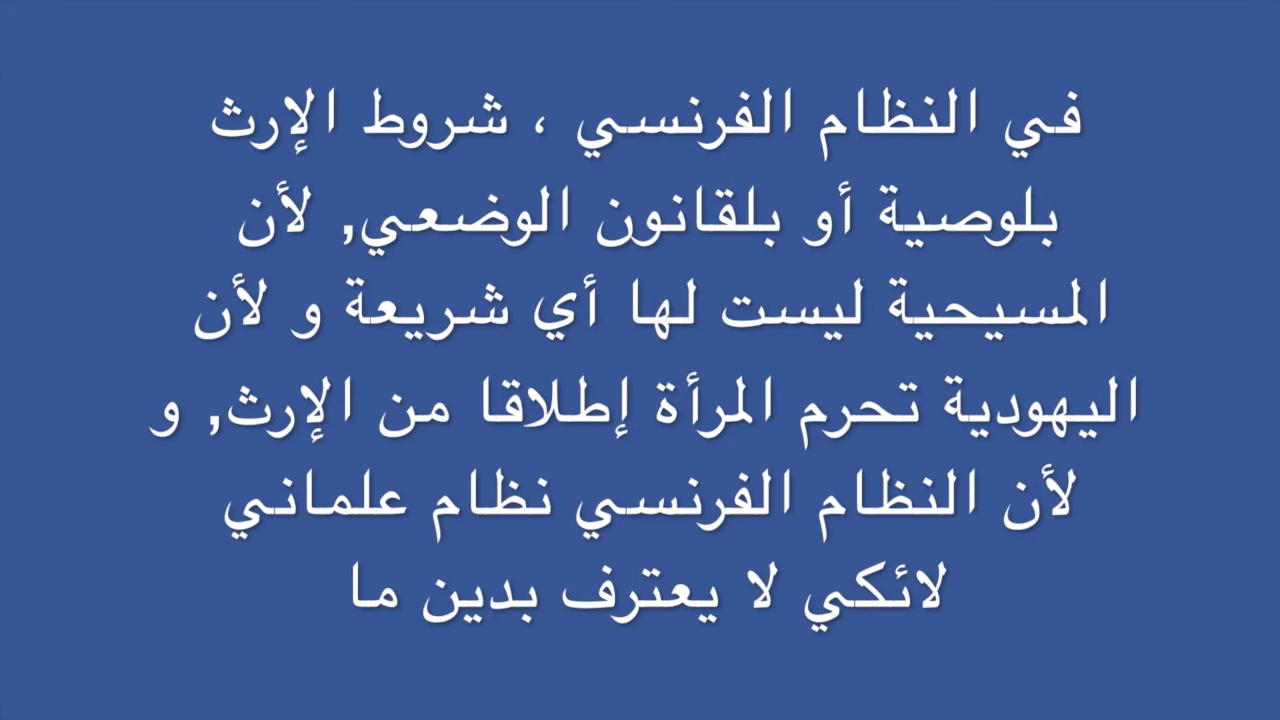 في النظام الفرنسي ، شروط الإرث
بلوصية أو بلقانون الوضعي, لأن
المسيحية ليست لها أي شريعة و لأن
اليهودية تحرم المرأة إطلاقا من الإرث, و
لأن النظام الفرنسي نظام علماني
لائكي لا يعترف بدين ما